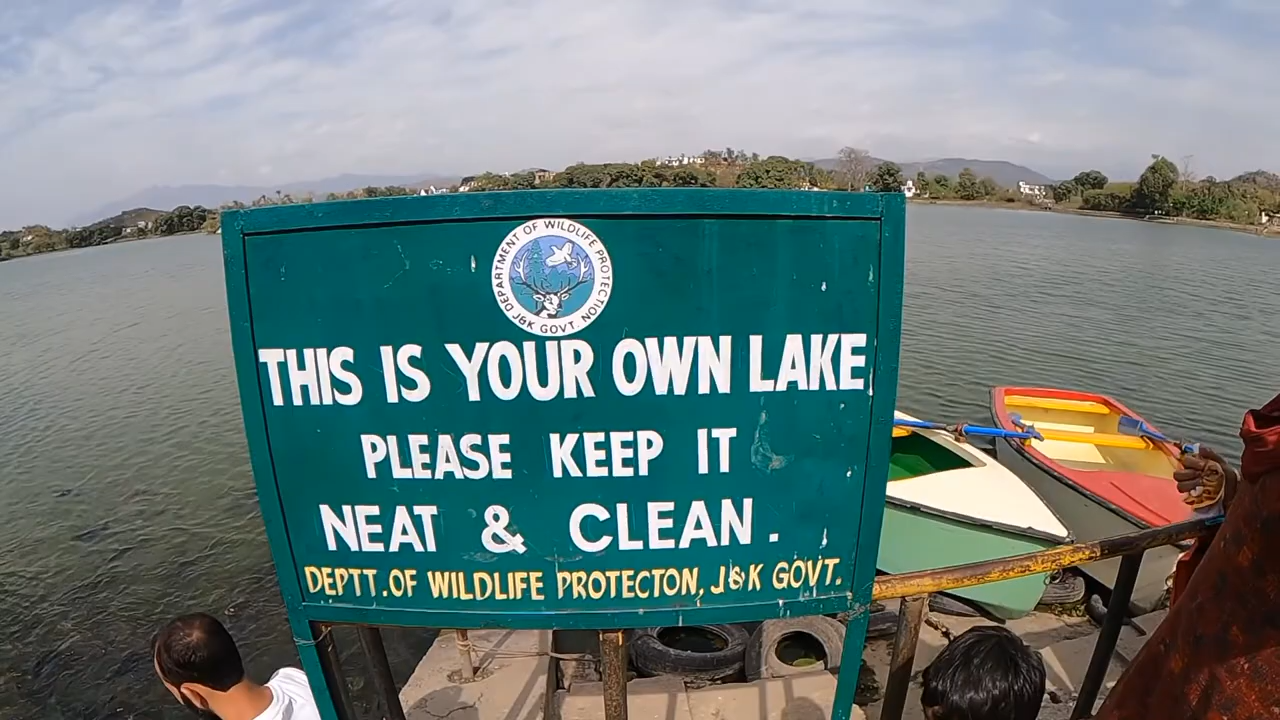 DEPARTMENT OF WILDLIFE PROTECTION
J&K GOVT.
THIS IS YOUR OWN LAKE
PLEASE KEEP IT
NEAT & CLEAN.
DEPTT.OF WILDLIFE PROTECTON, J&K GOVT.